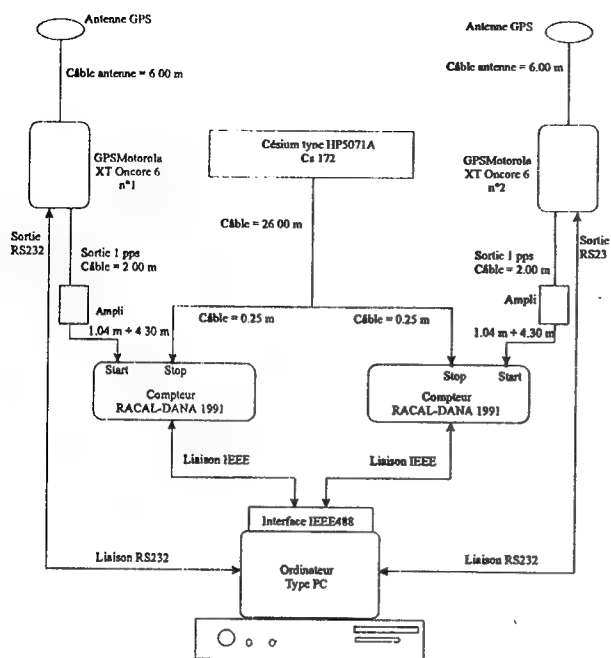 Antenne GPS
Antenne GPS
Câble antenne = 6 00 m
Câble antenne = 6.00 m
Césium type HP5071A
Cs 172
GPSMotorola
XT Oncore 6
n°1
GPSMotorola
XT Oncore 6
n°2
Câble = 26 00 m
Sortie
RS232
Sortie 1 pps
Câble = 2 00 m
Sortie 1 pps
Câble = 2.00 m
Sortie
RS23
Ampli
Ampli
Câble = 0.25 m
Câble = 0.25 m
1.04 m + 4 30 m
1.04 m + 4.30 m
Start
Stop
Stop
Start
Compteur
RACAL-DANA 1991
Compteur
RACAL-DANA 1991
Liaison IEEE
Liaison IEEE
Interface IEEE488
Liaison RS232
Liaison RS232
Ordinateur
Type PC